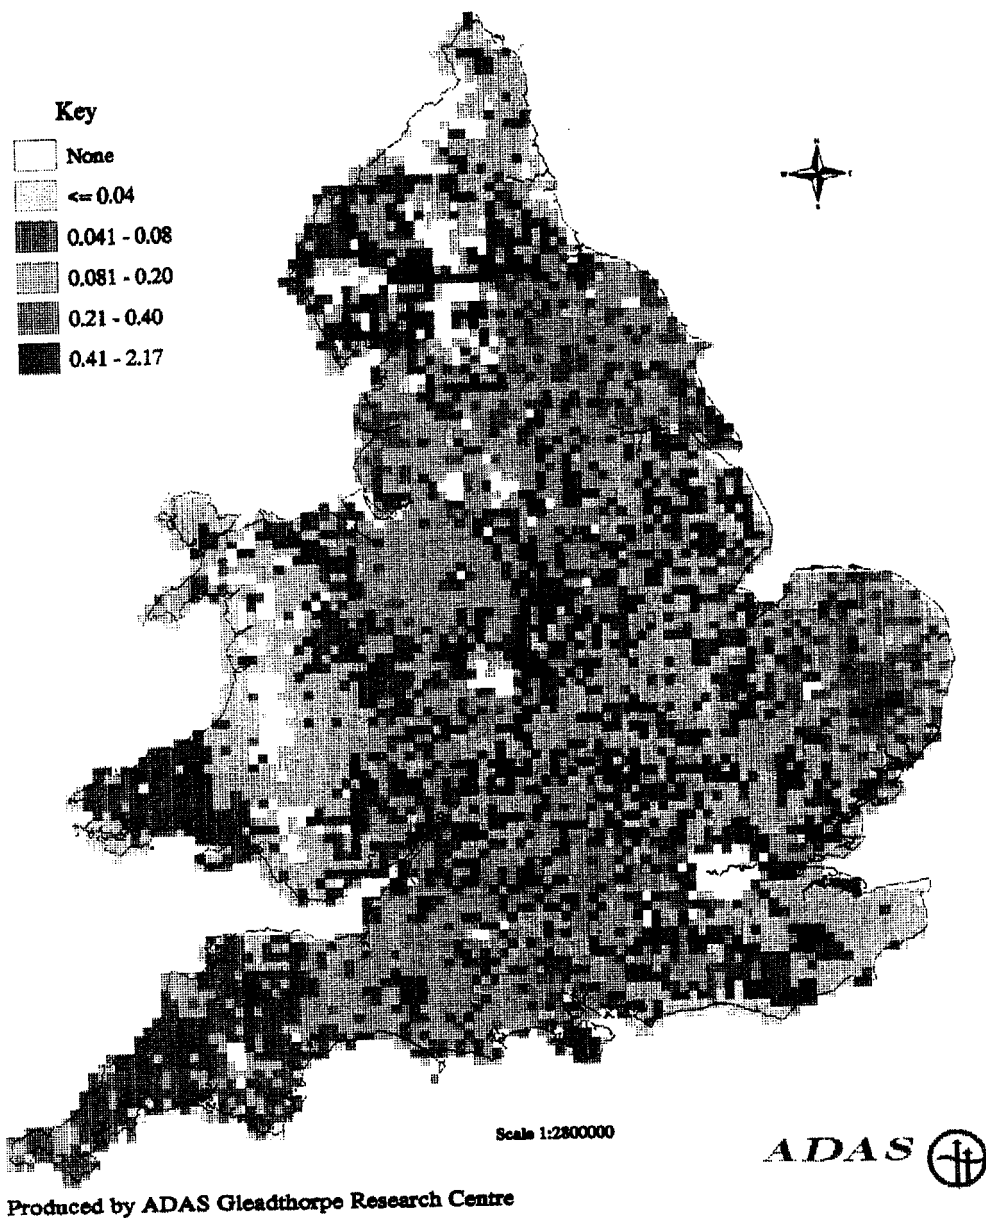 Key
None
<= 0.04
0.041 - 0.08
0.081 - 0.20
0.21 - 0.40
0.41 - 2.17
N
Scale 1:2800000
ADAS
Produced by ADAS Gleadthorpe Research Centre